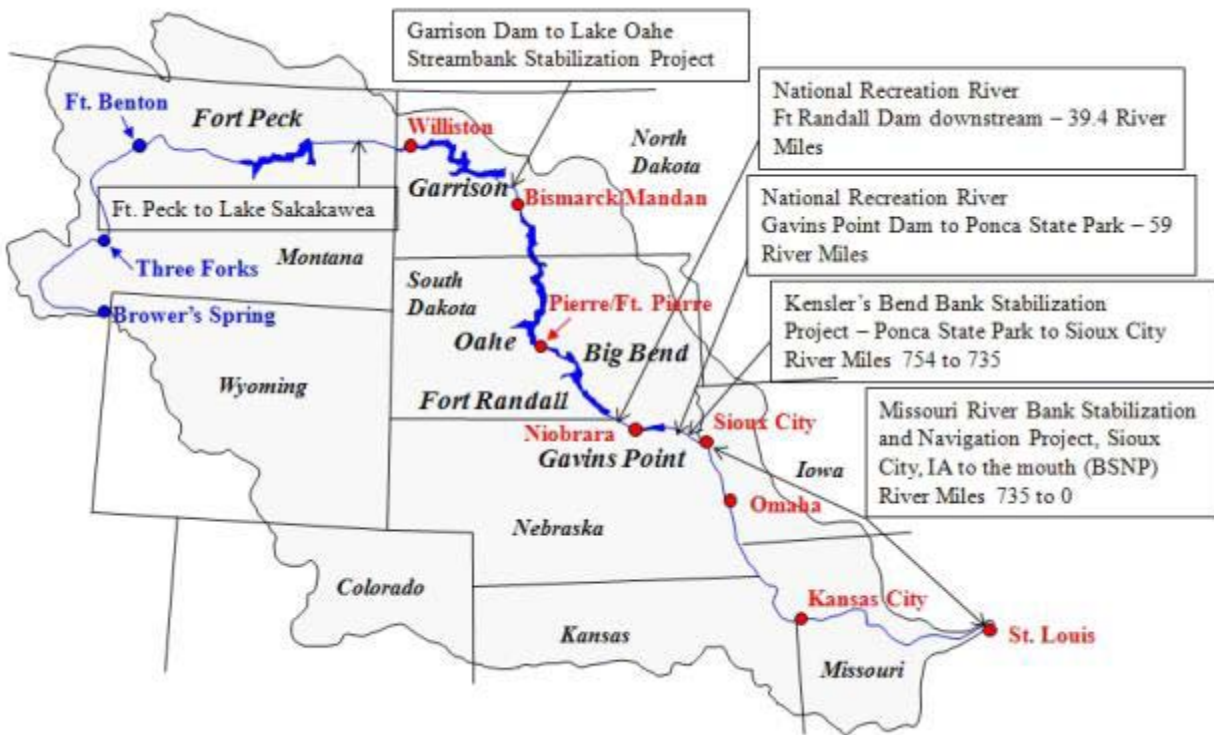 Garrison Dam to Lake Oahe
Streambank Stabilization Project
National Recreation River
Ft Randall Dam downstream – 39.4 River
Miles
National Recreation River
Gavins Point Dam to Ponca State Park – 59
River Miles
Kensler's Bend Bank Stabilization
Project – Ponca State Park to Sioux City
River Miles 754 to 735
Missouri River Bank Stabilization
and Navigation Project, Sioux
City, IA to the mouth (BSNP)
River Miles 735 to 0
Ft. Benton
Fort Peck
Williston
North
Dakota
Garrison
Bismarck/Mandan
Ft. Peck to Lake Sakakawea
Three Forks
Montana
South
Dakota
Brower's Spring
Pierre/Ft. Pierre
Oahe
Big Bend
Wyoming
Fort Randall
Niobrara
Sioux City
Gavins Point
Iowa
Omaha
Nebraska
Colorado
Kansas City
Kansas
St. Louis
Missouri